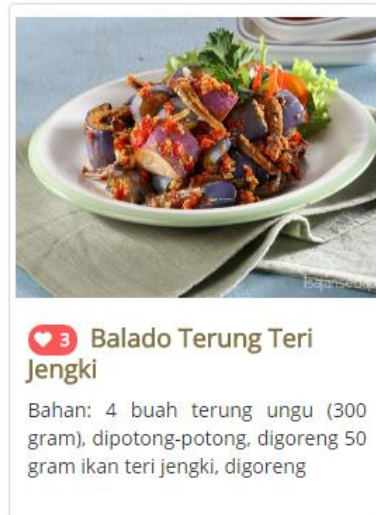 3 Balado Terung Teri
Jengki
Bahan: 4 buah terung ungu (300
gram), dipotong-potong, digoreng 50
gram ikan teri jengki, digoreng